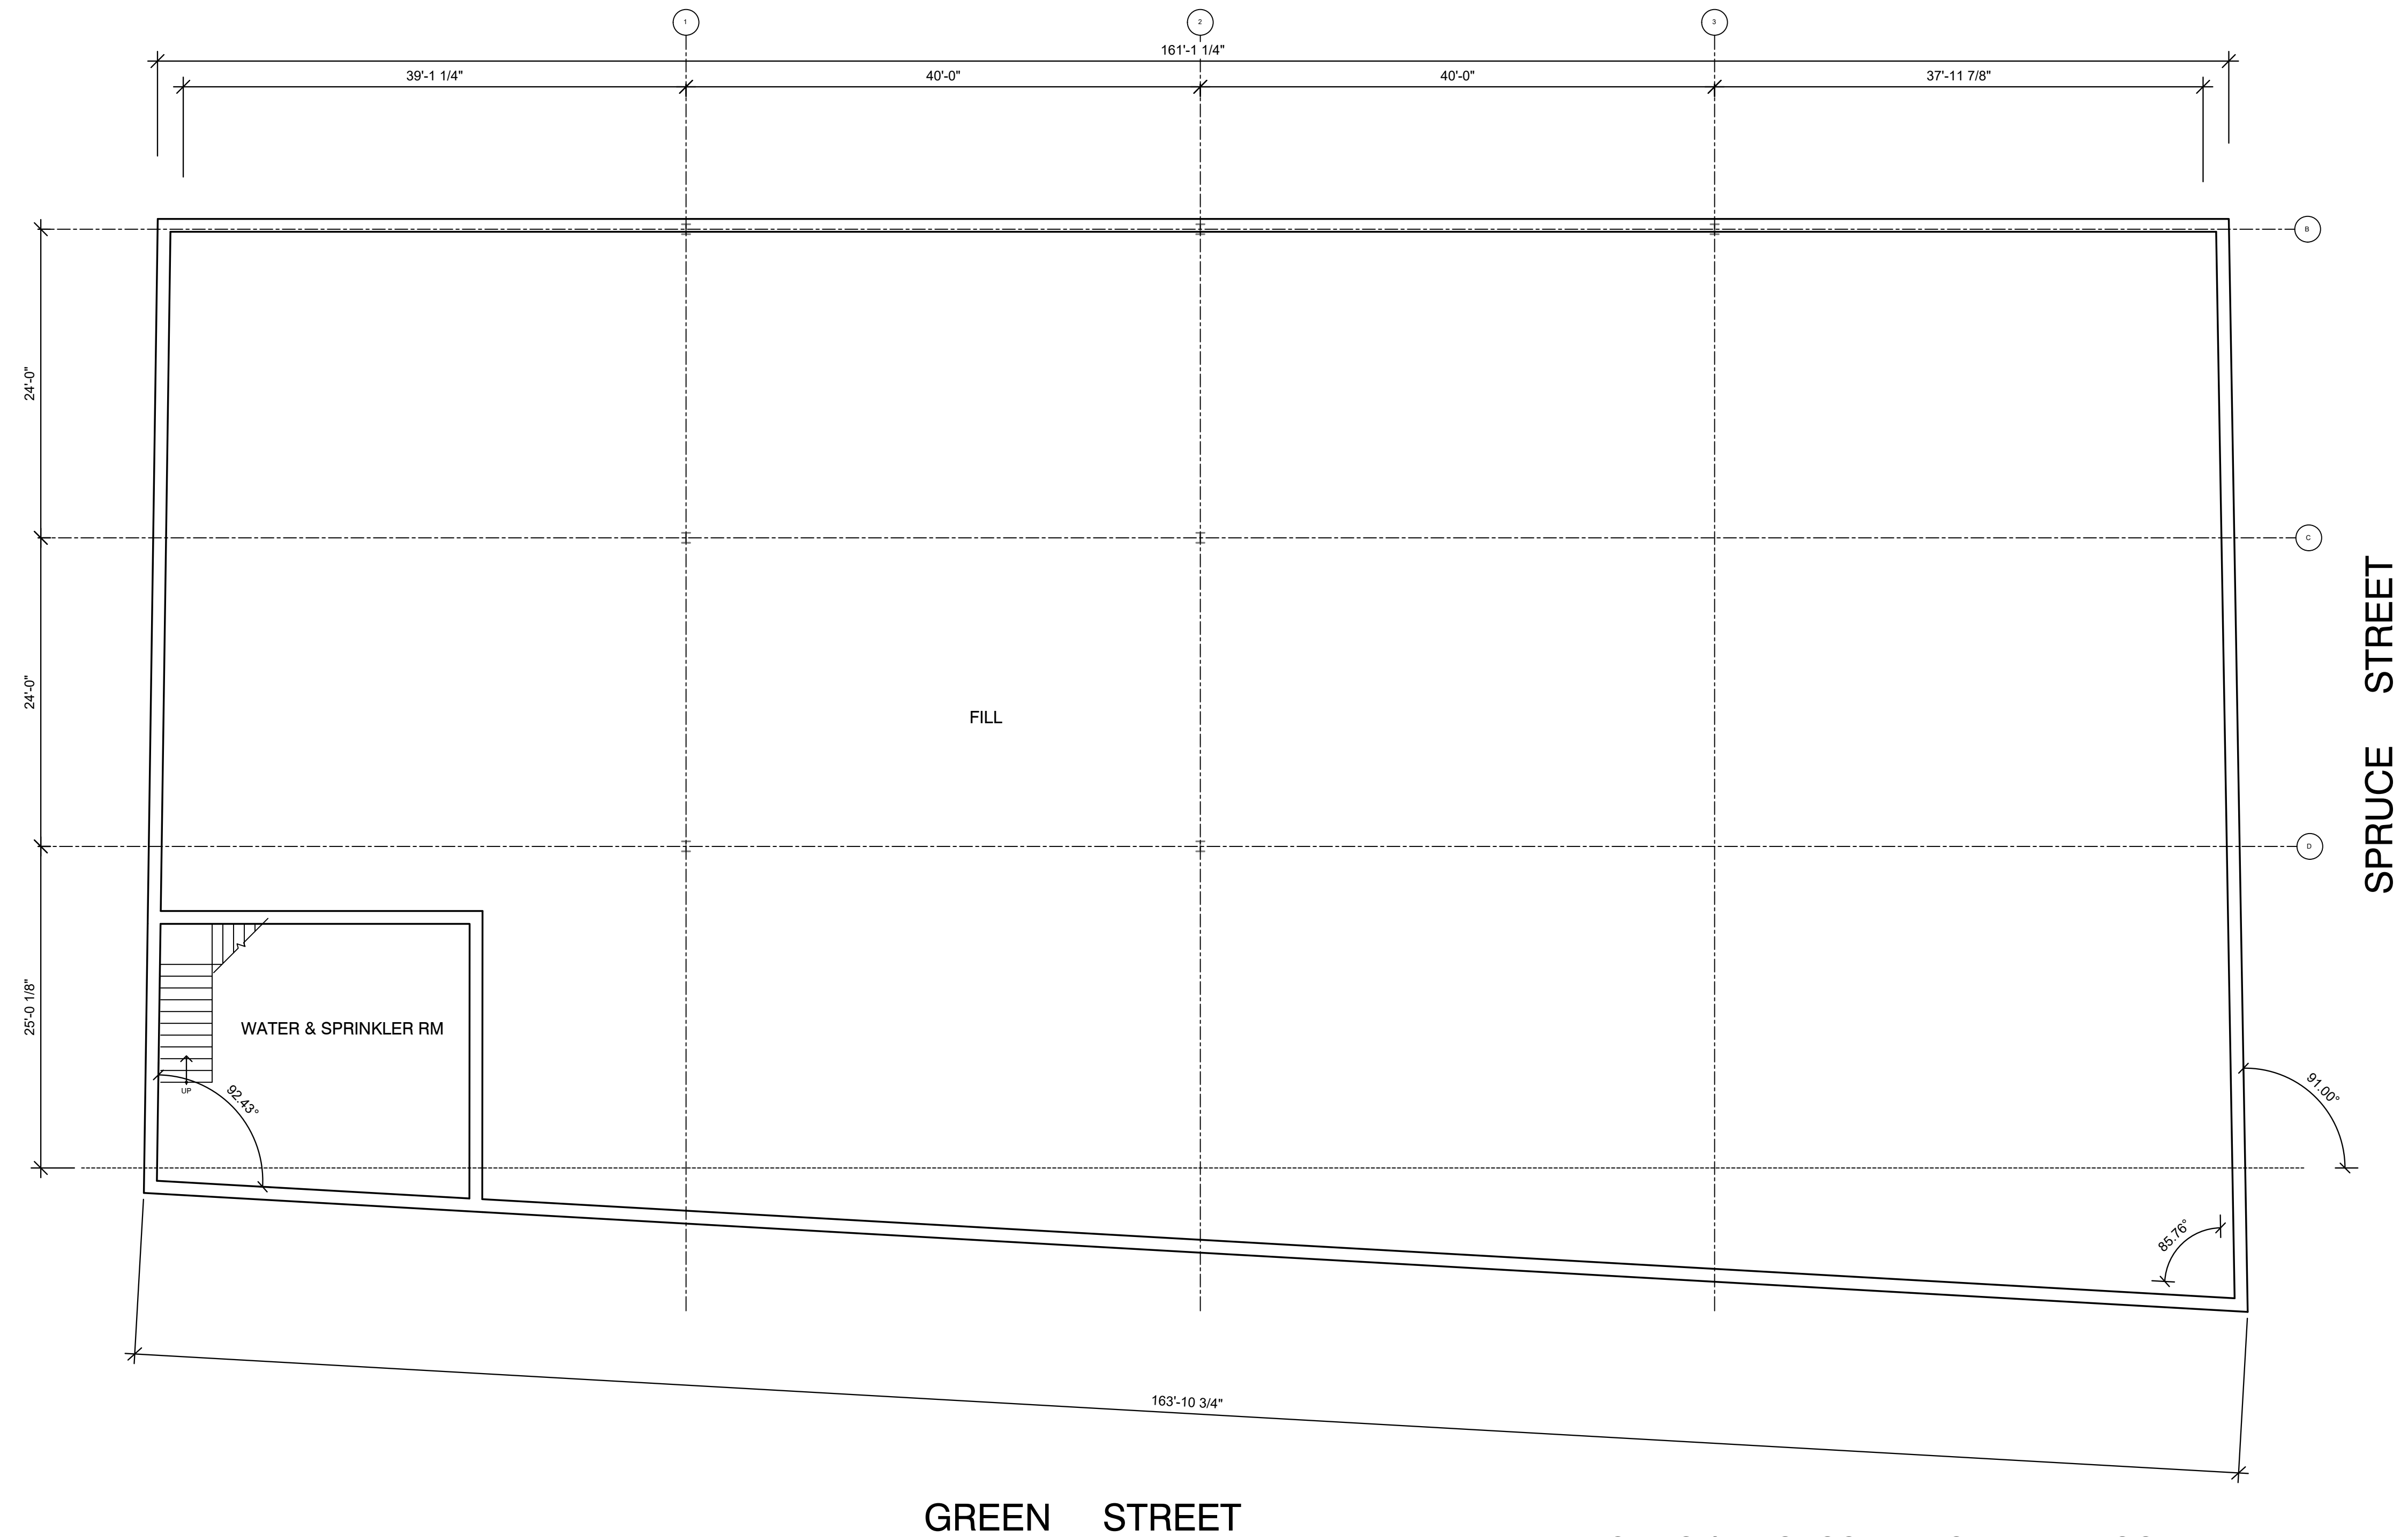 1
2
3
161'-1 1/4"
39'-1 1/4"
40'-0"
40'-0"
37'-11 7/8"
B
24'-0"
C
SPRUCE STREET
24'-0"
FILL
D
25'-0 1/8"
WATER & SPRINKLER RM
UP
92.43°
91.00°
85.76°
163'-10 3/4"
GREEN STREET